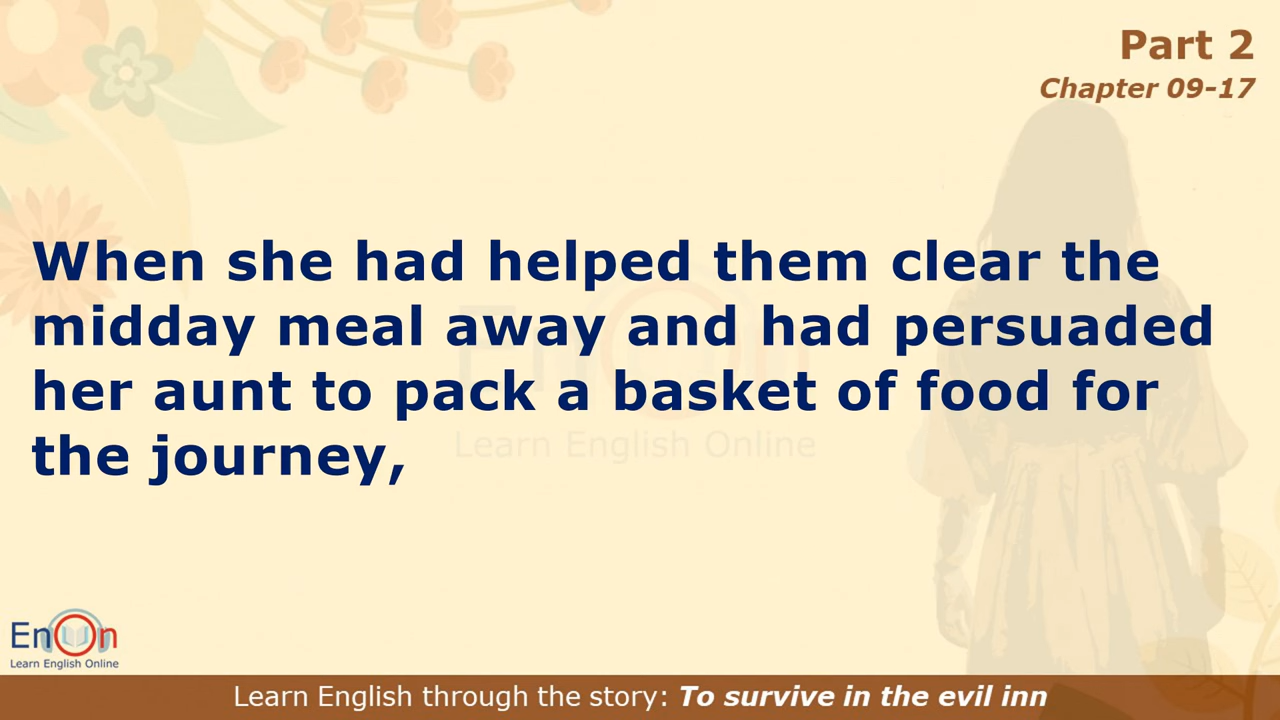 Part 2
Chapter 09-17
When she had helped them clear the
midday meal away and had persuaded
her aunt to pack a basket of food for
the journey,
EnOn
Learn English Online
EnOn
Learn English Online
Learn English through the story: To survive in the evil inn